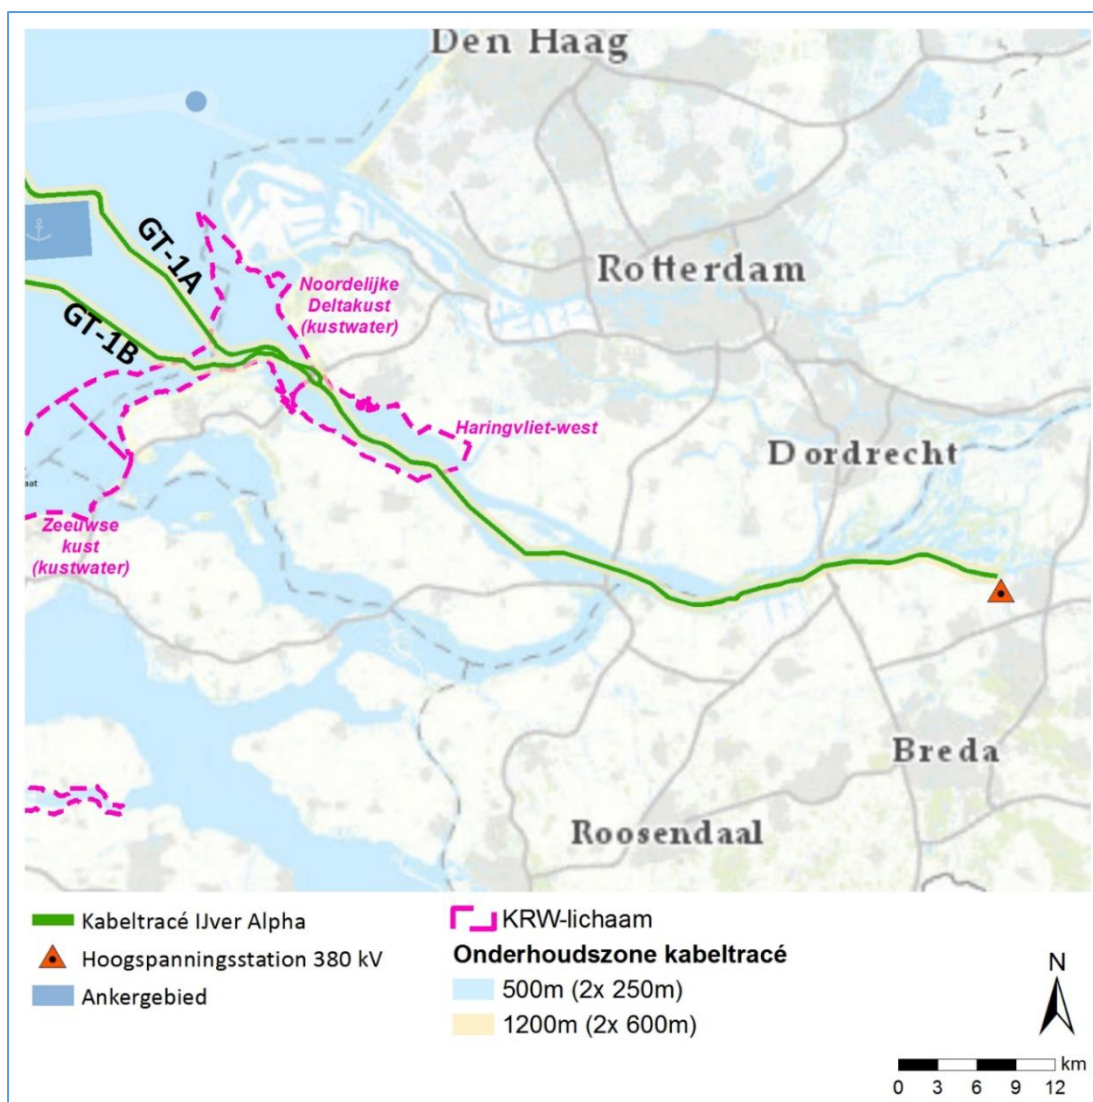 Den Haag
GT-1A
Rotterdam
Noordelijke
Deltakust
(kustwater)
GT-1B
Haringvliet-west
Dordrecht
Zeeuwse
kust
(kustwater)
Breda
Roosendaal
Kabeltracé IJver Alpha
Hoogspanningsstation 380 kV
Ankergebied
KRW-lichaam
Onderhoudszone kabeltracé
500m (2x 250m)
1200m (2x 600m)
N
km
0 3 6 9 12